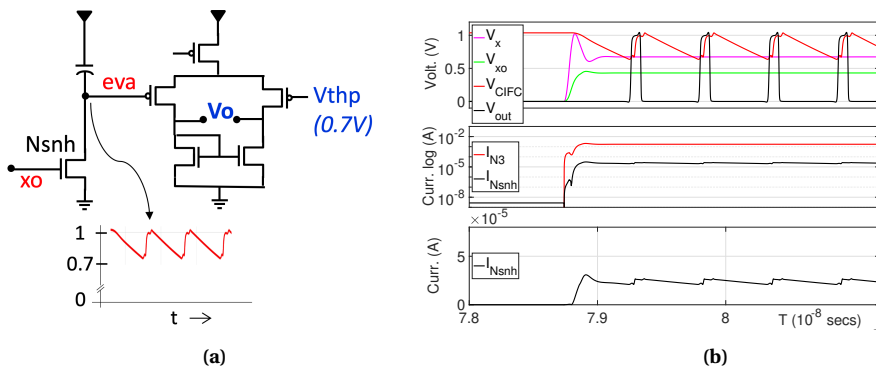 eva
Vo
Vthp
(0.7V)
Nsnh
xo
1
0.7
0
t →
(a)
Volt. (V)
1
0.5
0
V_x
V_xo
V_CIFC
V_out
Curr. log (A)
10^-2
10^-5
10^-8
I_N3
I_Nsnh
×10^-5
Curr. (A)
5
0
I_Nsnh
7.8
7.9
8
T (10^-8 secs)
(b)